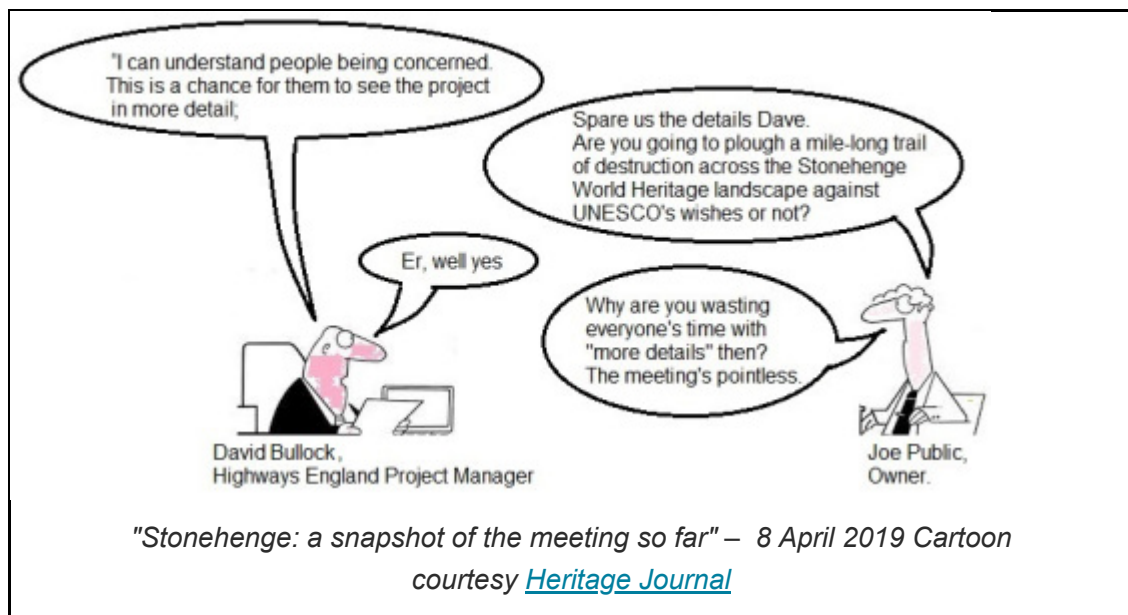 "I can understand people being concerned.
This is a chance for them to see the project
in more detail;
Spare us the details Dave.
Are you going to plough a mile-long trail
of destruction across the Stonehenge
World Heritage landscape against
UNESCO's wishes or not?
Er, well yes
Why are you wasting
everyone's time with
"more details" then?
The meeting's pointless.
David Bullock,
Highways England Project Manager
Joe Public,
Owner.
"Stonehenge: a snapshot of the meeting so far" – 8 April 2019 Cartoon
courtesy Heritage Journal